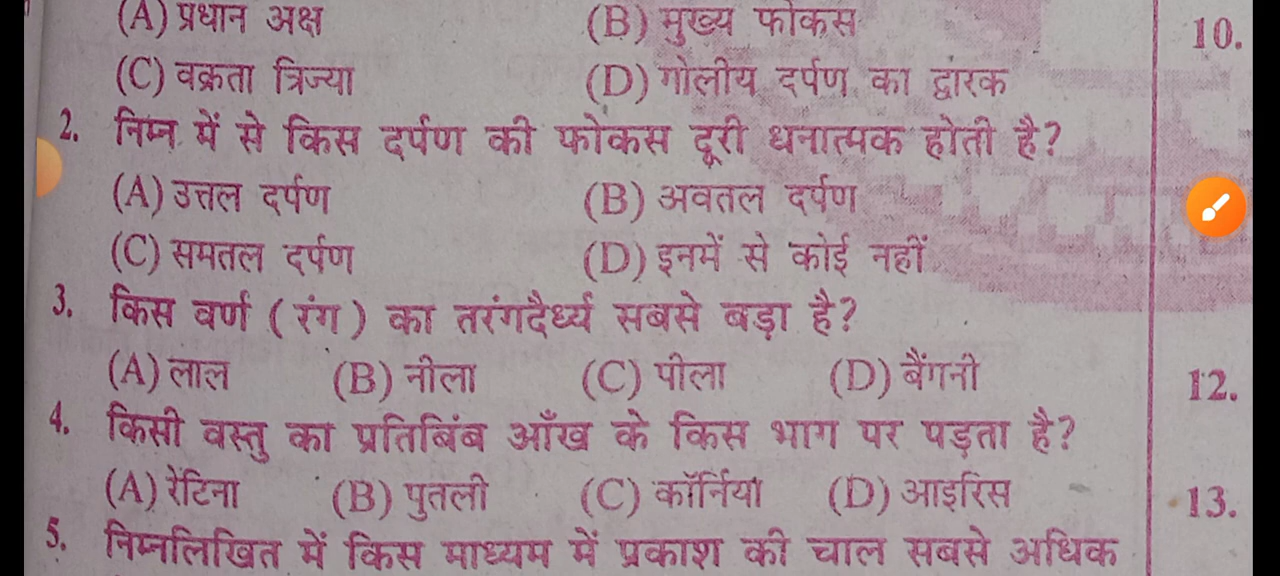 (A) प्रधान अक्ष (B) मुख्य फोकस
(C) वक्रता त्रिज्या (D) गोलीय दर्पण का द्वारक
2. निम्न में से किस दर्पण की फोकस दूरी धनात्मक होती है?
(A) उत्तल दर्पण (B) अवतल दर्पण
(C) समतल दर्पण (D) इनमें से कोई नहीं
3. किस वर्ण ( रंग ) का तरंगदैर्ध्य सबसे बड़ा है?
(A) लाल (B) नीला (C) पीला (D) बैंगनी
4. किसी वस्तु का प्रतिबिंब आँख के किस भाग पर पड़ता है?
(A) रेटिना (B) पुतली (C) कॉर्निया (D) आइरिस
5. निम्नलिखित में किस माध्यम में प्रकाश की चाल सबसे अधिक
10.
12.
13.